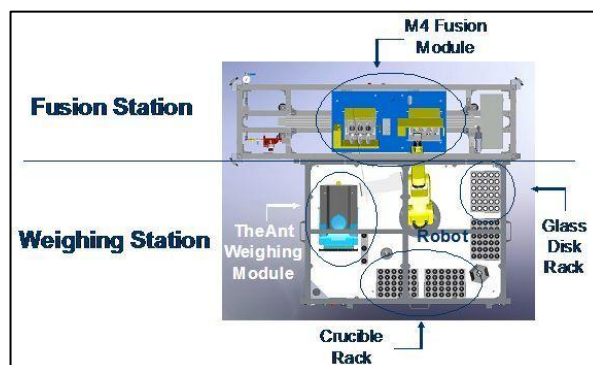 M4 Fusion
Module
Fusion Station
Weighing Station
TheAnt
Weighing
Module
Robot
Glass
Disk
Rack
Crucible
Rack